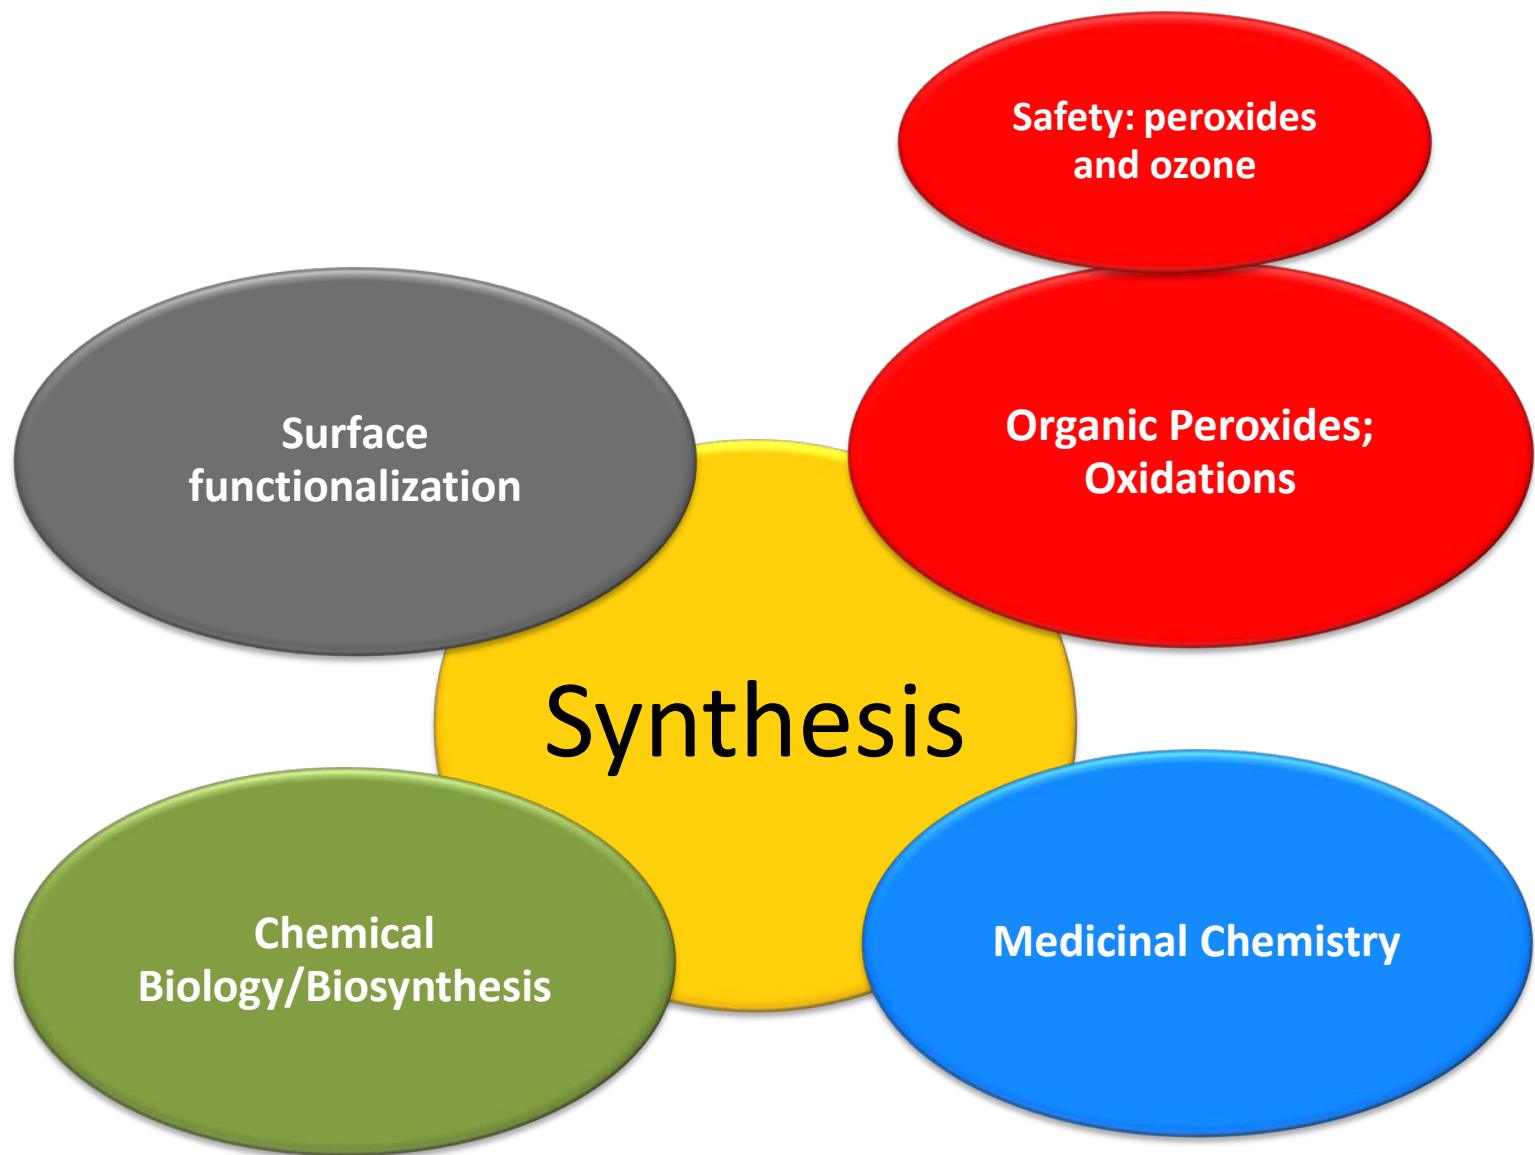 Safety: peroxides
and ozone
Surface
functionalization
Organic Peroxides;
Oxidations
Synthesis
Chemical
Biology/Biosynthesis
Medicinal Chemistry